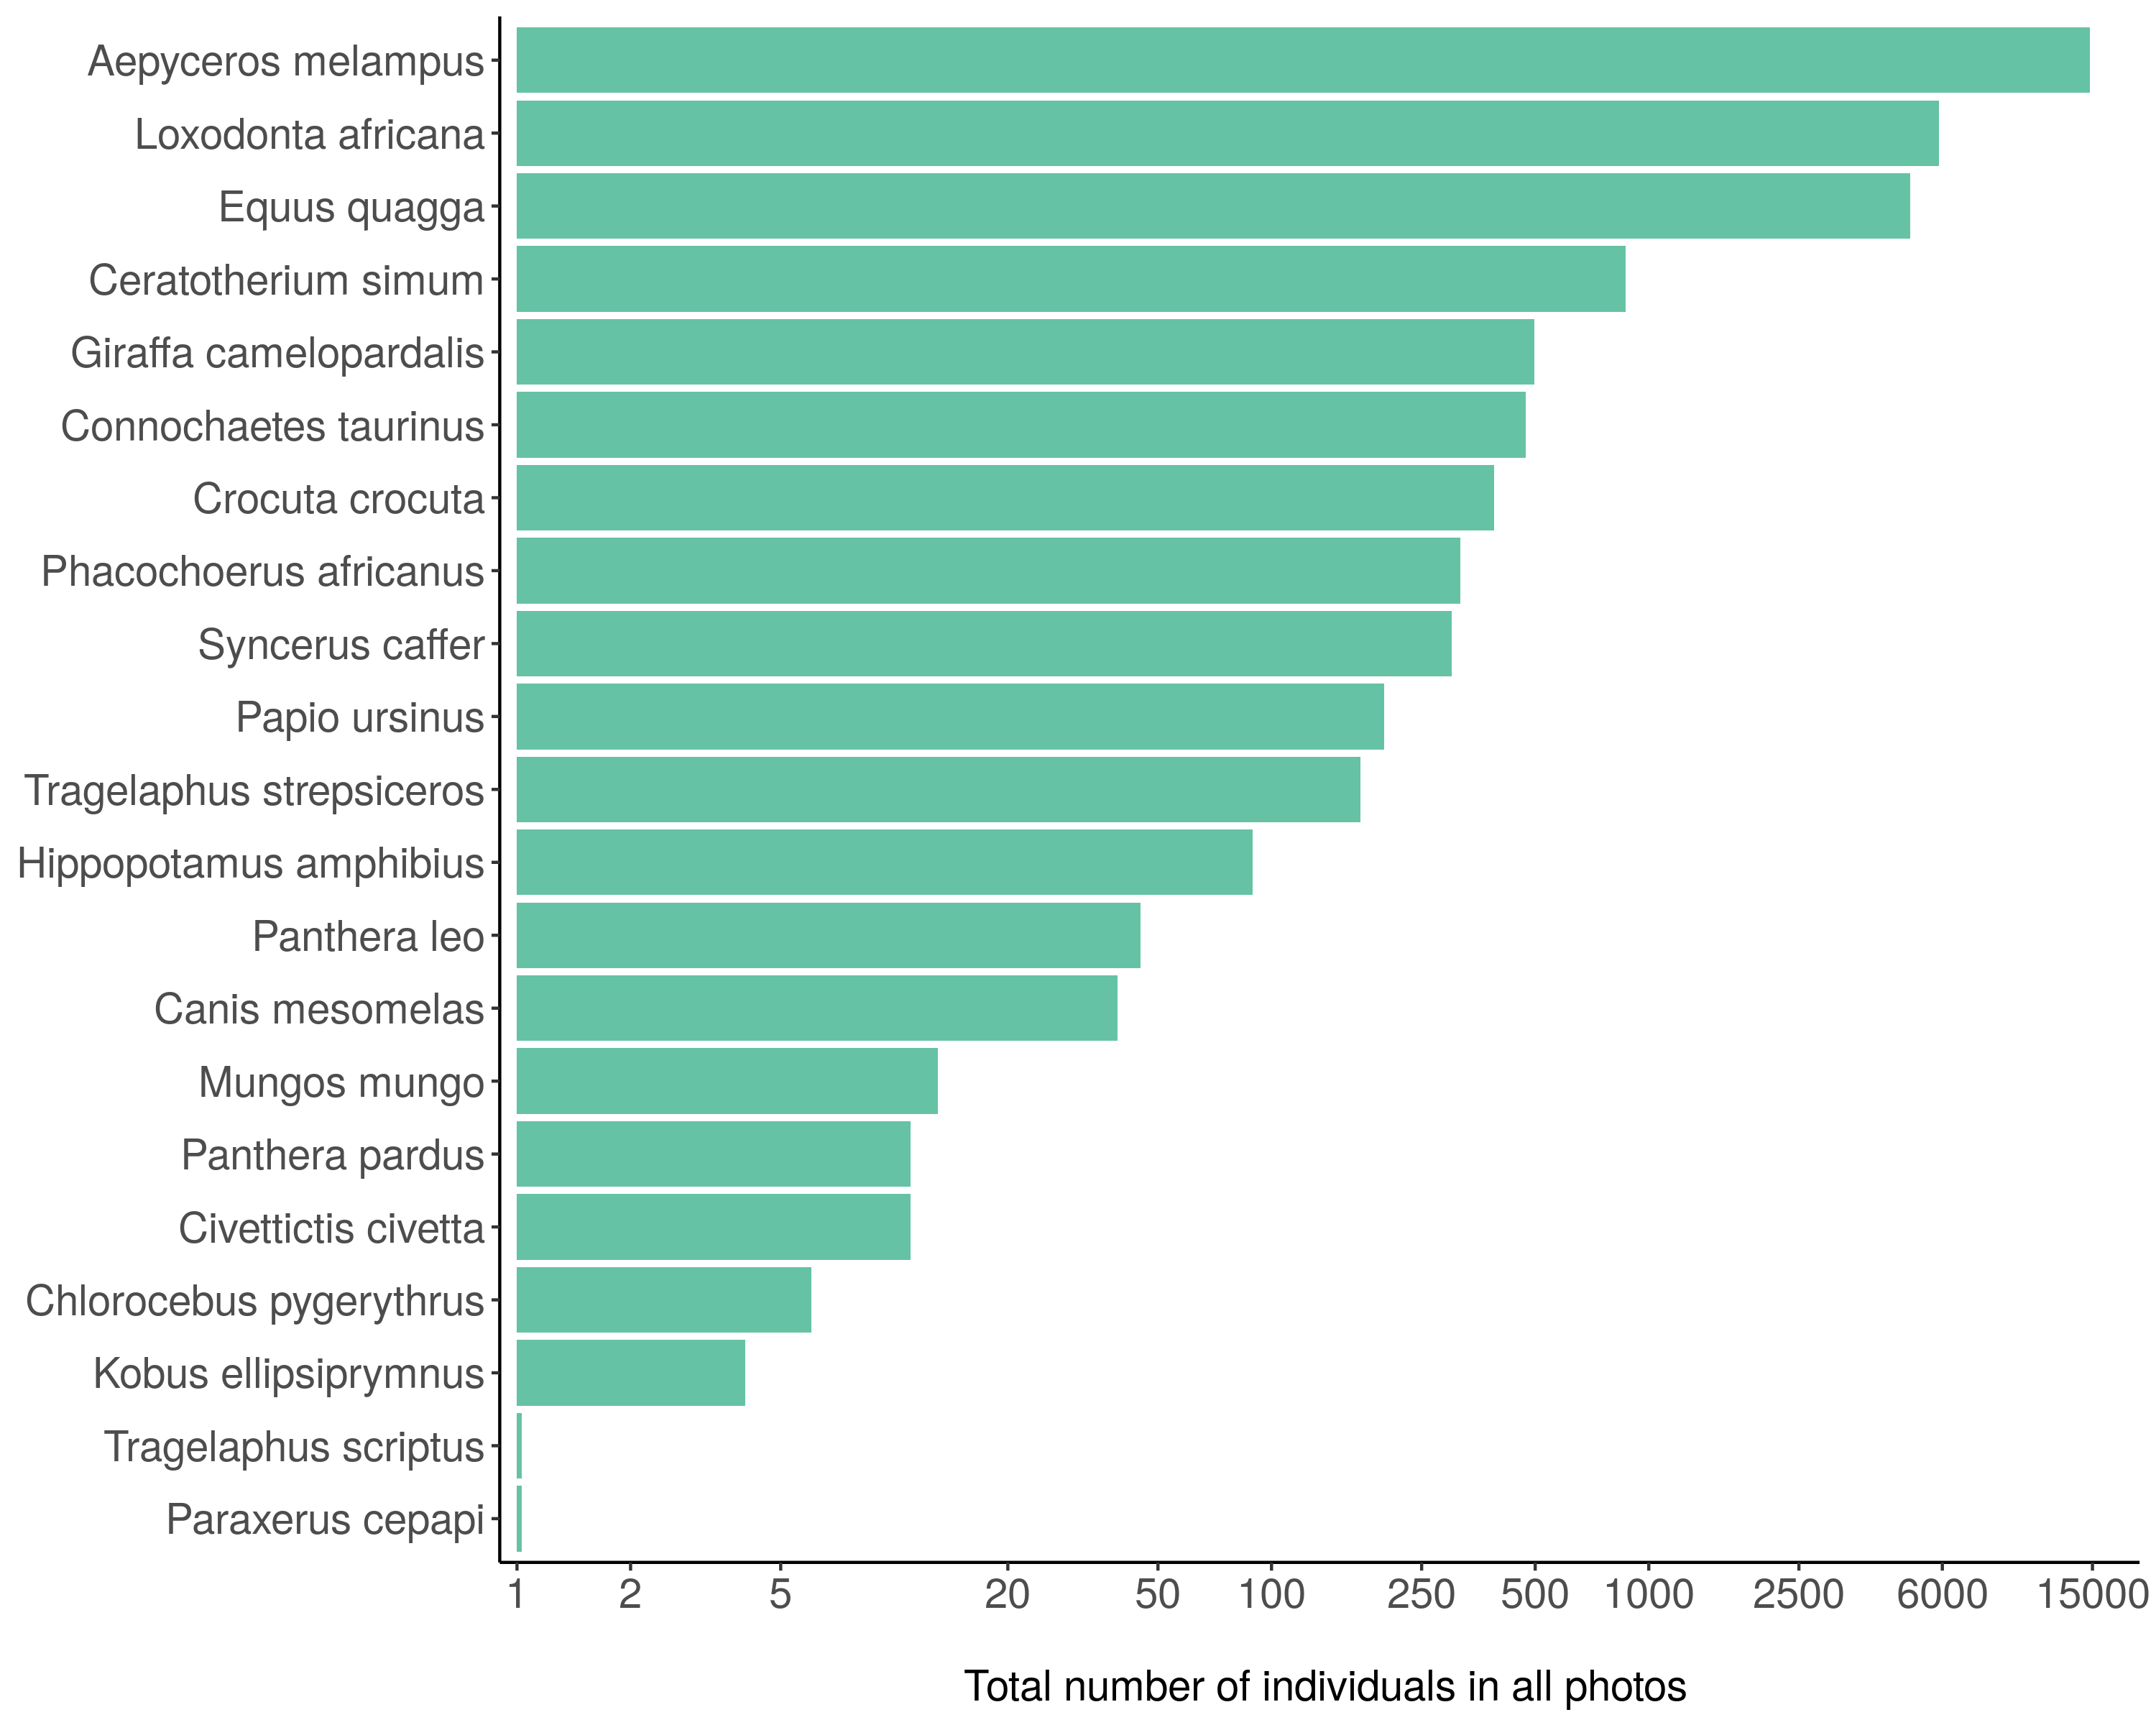 Aepyceros melampus
Loxodonta africana
Equus quagga
Ceratotherium simum
Giraffa camelopardalis
Connochaetes taurinus
Crocuta crocuta
Phacochoerus africanus
Syncerus caffer
Papio ursinus
Tragelaphus strepsiceros
Hippopotamus amphibius
Panthera leo
Canis mesomelas
Mungos mungo
Panthera pardus
Civettictis civetta
Chlorocebus pygerythrus
Kobus ellipsiprymnus
Tragelaphus scriptus
Paraxerus cepapi
1 2 5 20 50 100 250 500 1000 2500 6000 15000
Total number of individuals in all photos